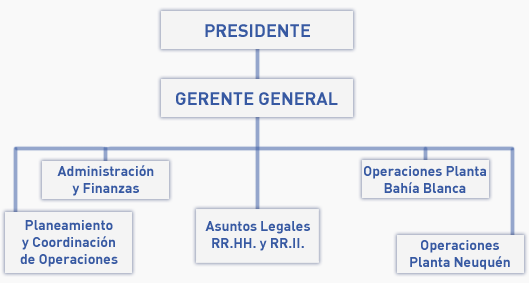 PRESIDENTE
GERENTE GENERAL
Administración
y Finanzas
Operaciones Planta
Bahía Blanca
Planeamiento
y Coordinación
de Operaciones
Asuntos Legales
RR.HH. y RR.II.
Operaciones
Planta Neuquén